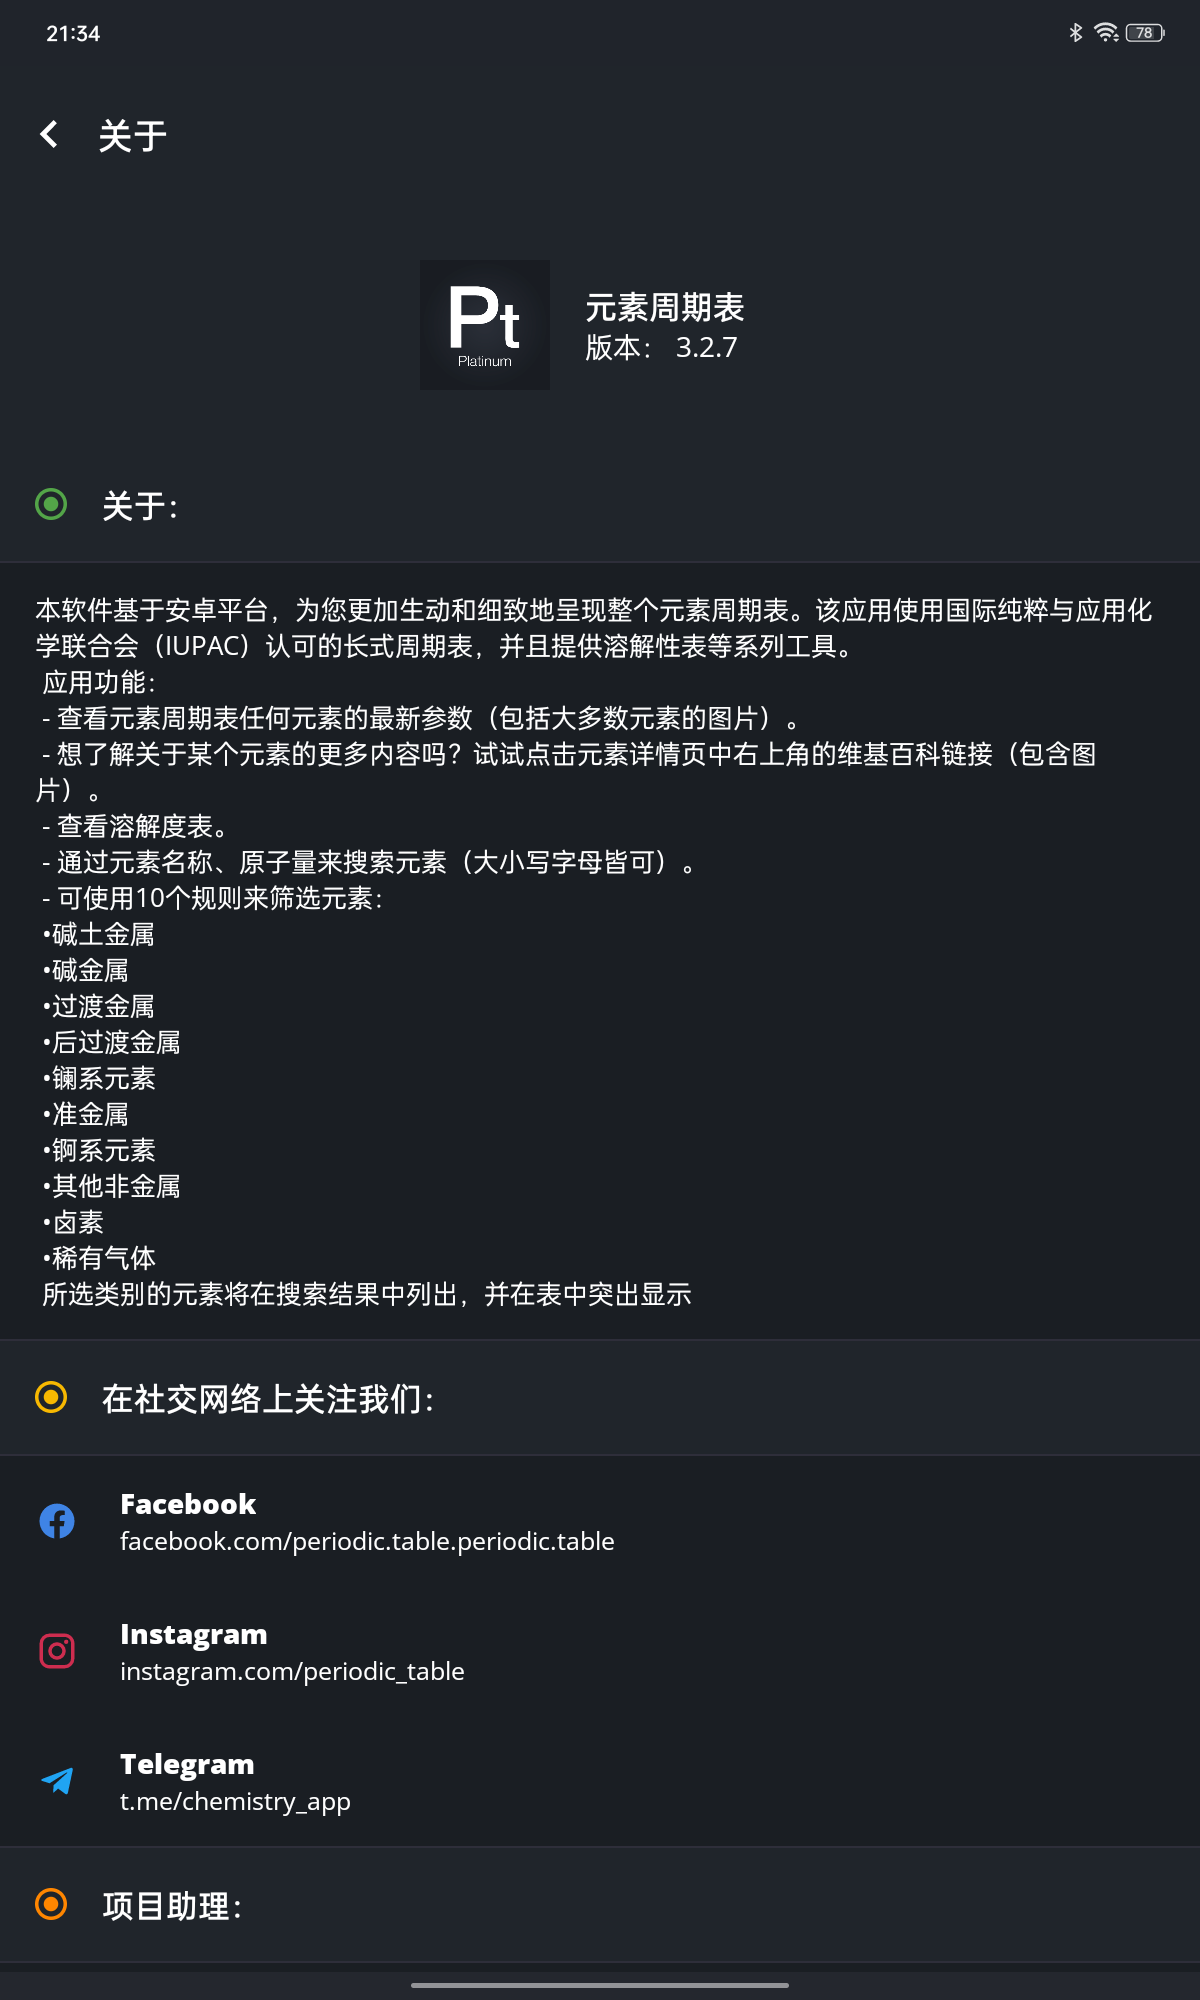 21:34
78
关于
Pt
Platinum
元素周期表
版本： 3.2.7
关于：
本软件基于安卓平台，为您更加生动和细致地呈现整个元素周期表。该应用使用国际纯粹与应用化
学联合会（IUPAC）认可的长式周期表，并且提供溶解性表等系列工具。
应用功能：
- 查看元素周期表任何元素的最新参数（包括大多数元素的图片）。
- 想了解关于某个元素的更多内容吗？试试点击元素详情页中右上角的维基百科链接（包含图
片）。
- 查看溶解度表。
- 通过元素名称、原子量来搜索元素（大小写字母皆可）。
- 可使用10个规则来筛选元素：
•碱土金属
•碱金属
•过渡金属
•后过渡金属
•镧系元素
•准金属
•锕系元素
•其他非金属
•卤素
•稀有气体
所选类别的元素将在搜索结果中列出，并在表中突出显示
在社交网络上关注我们：
Facebook
facebook.com/periodic.table.periodic.table
Instagram
instagram.com/periodic_table
Telegram
t.me/chemistry_app
项目助理：